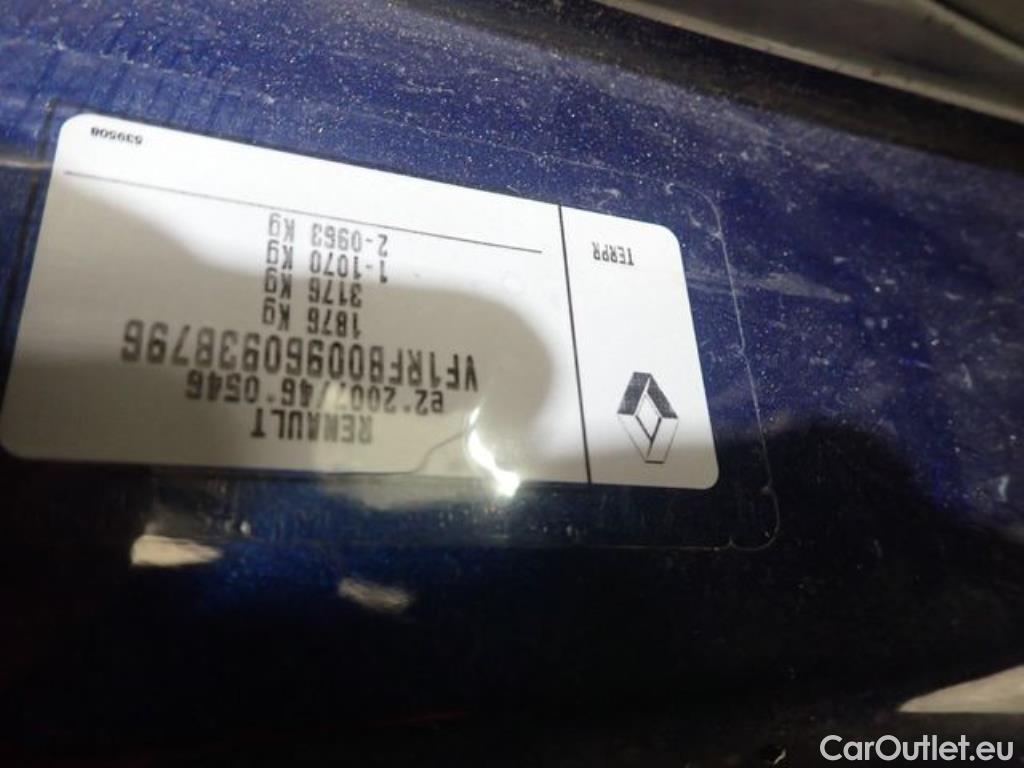 RENAULT
e2*2007/46*0546
VF1RFB00960938796
1876 Kg
3176 Kg
1-1070 Kg
2-0963 Kg
TERPR
539508
CarOutlet.eu